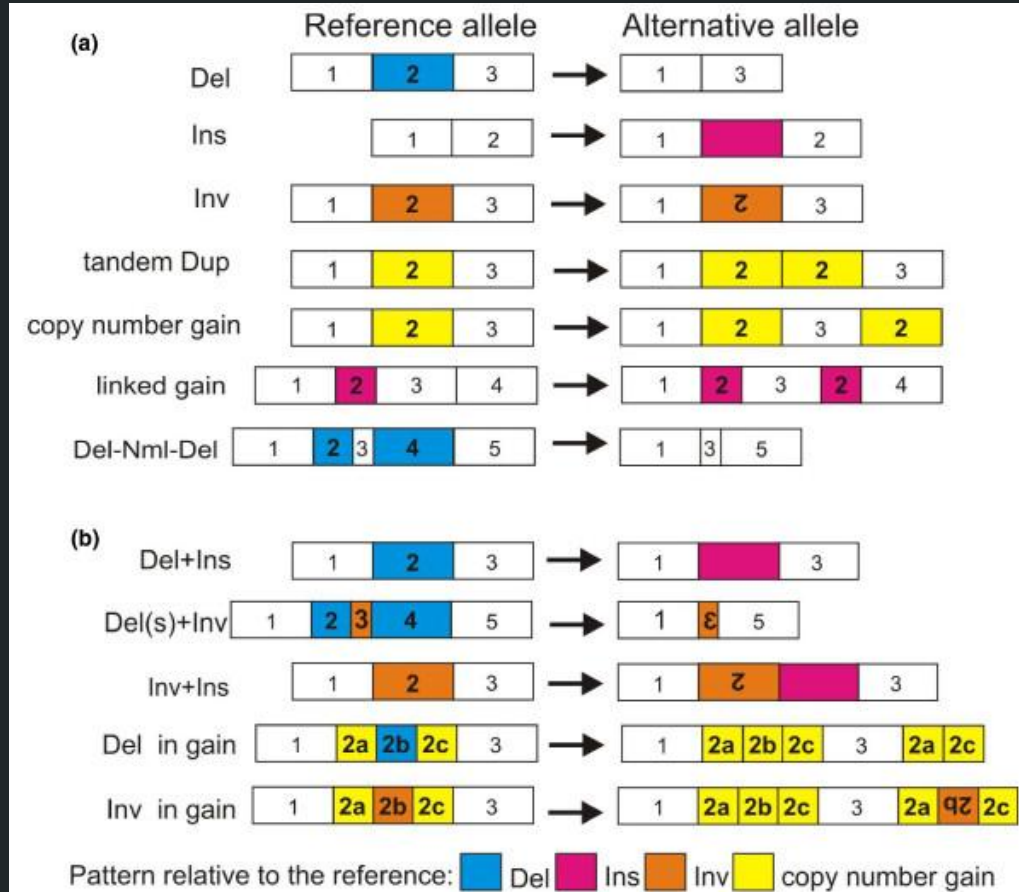 Reference allele Alternative allele
(a)
Del 1 2 3 1 3
Ins 1 2 1 2
Inv 1 2 3 1 2 3
tandem Dup 1 2 3 1 2 2 3
copy number gain 1 2 3 1 2 3 2
linked gain 1 2 3 4 1 2 3 2 4
Del-Nml-Del 1 2 3 4 5 1 3 5
(b)
Del+Ins 1 2 3 1 3
Del(s)+Inv 1 2 3 4 5 1 3 5
Inv+Ins 1 2 3 1 2 3
Del in gain 1 2a 2b 2c 3 1 2a 2b 2c 3 2a 2c
Inv in gain 1 2a 2b 2c 3 1 2a 2b 2c 3 2a 2b 2c
Pattern relative to the reference: Del Ins Inv copy number gain